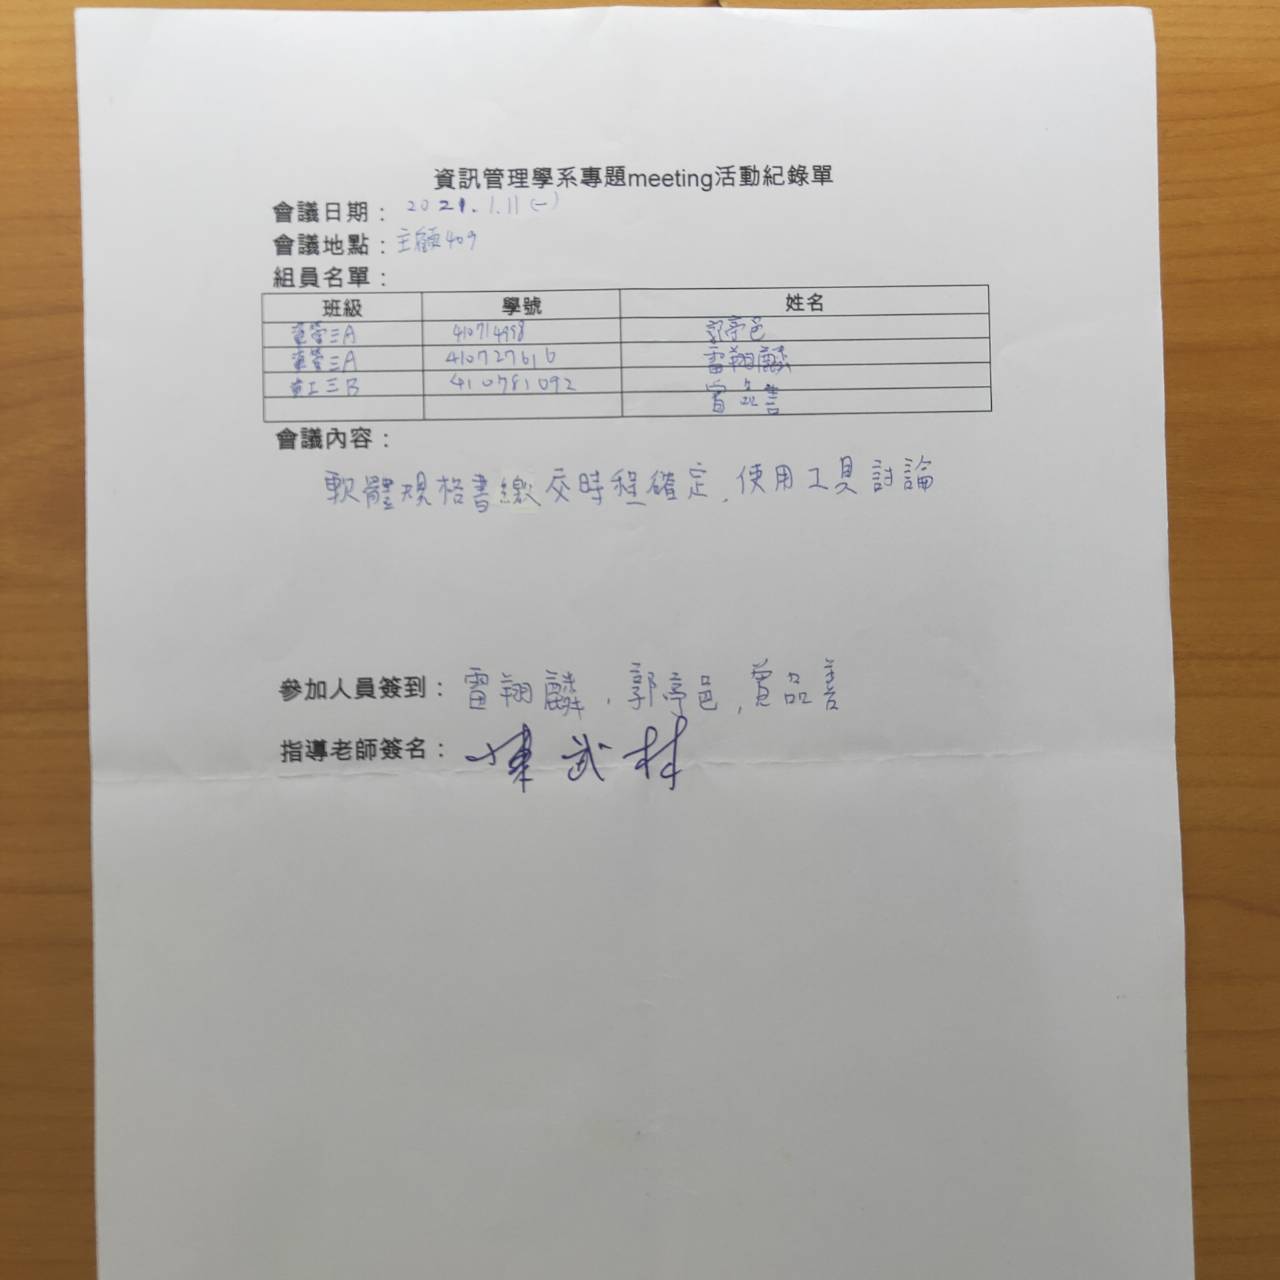 資訊管理學系專題meeting活動紀錄單
會議日期： 2021.1.11(一)
會議地點：主顧409
組員名單：
班級 學號 姓名
資管三A 410714998 郭亭邑
資管三A 410727616 雷翔麟
資工三B 410781092 品善
會議內容：
軟體規格書繳交時程確定，使用工具討論
參加人員簽到：雷翔麟，郭亭邑，品善
指導老師簽名：陳武林